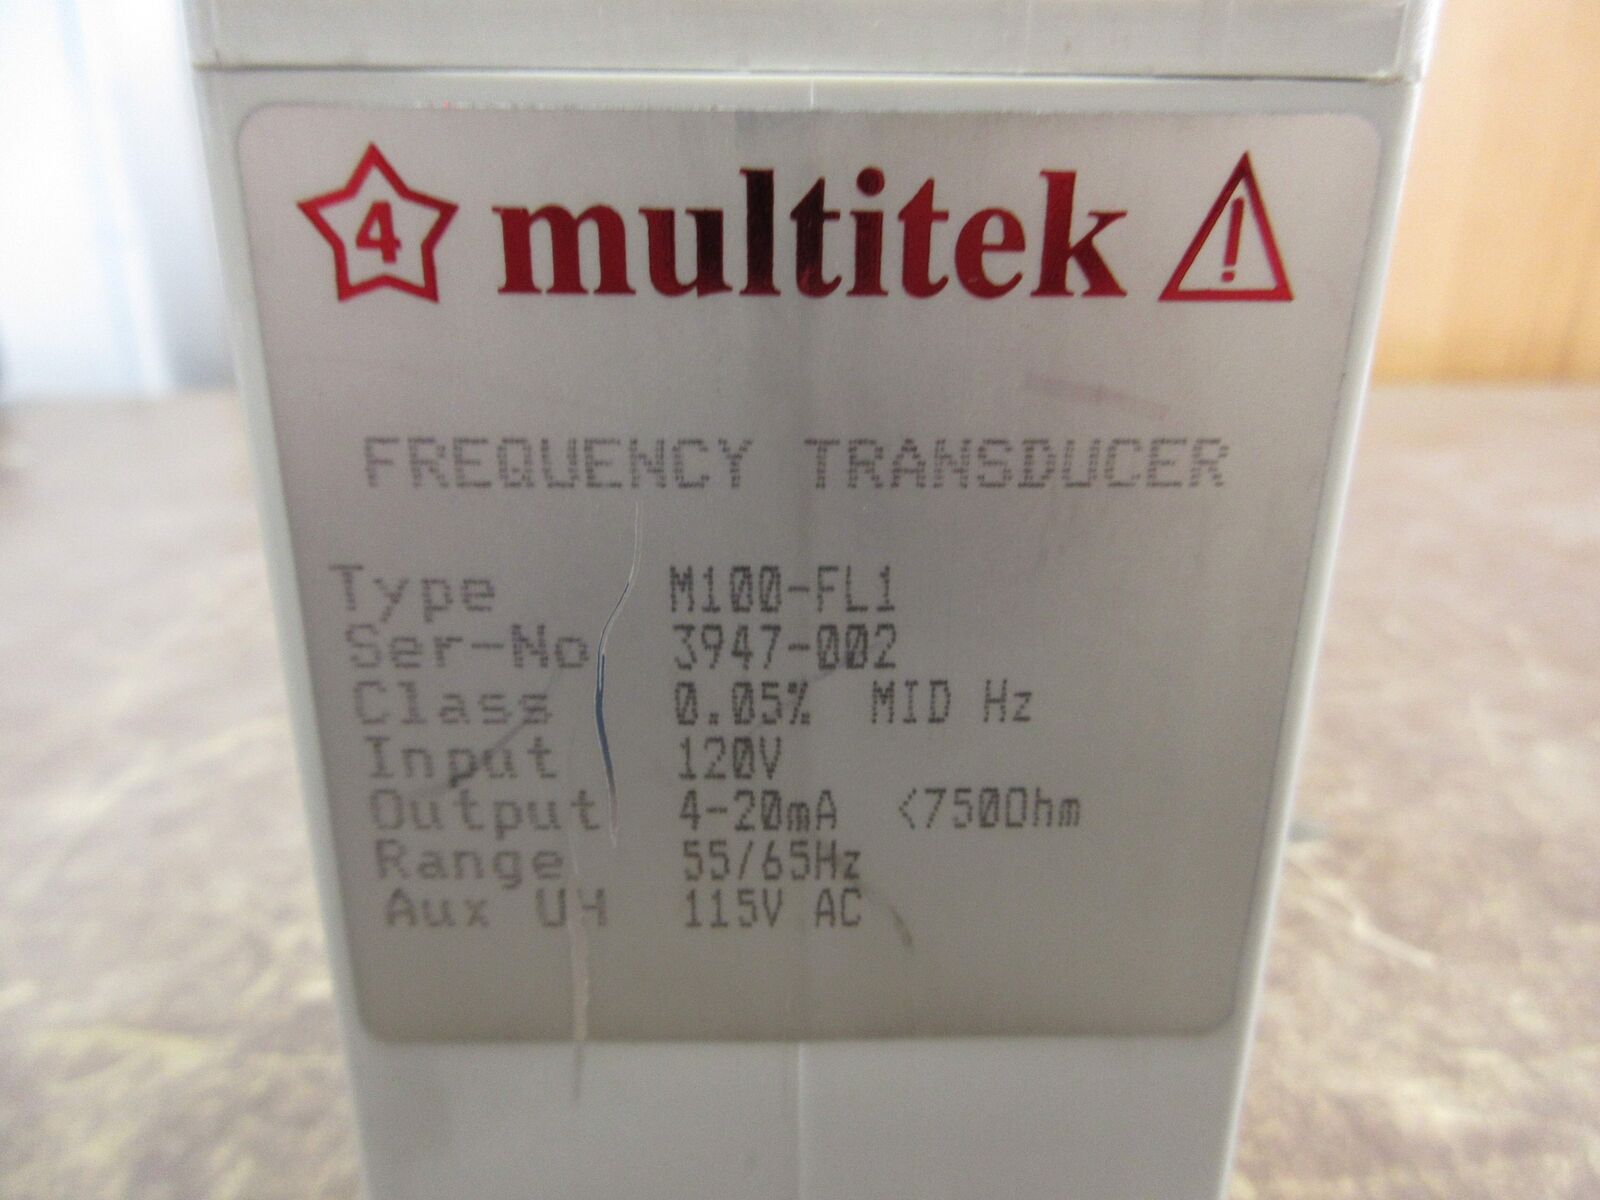 4 multitek !
FREQUENCY TRANSDUCER
Type M100-FL1
Ser-No 3947-002
Class 0.05% MID Hz
Input 120V
Output 4-20mA <750Ohm
Range 55/65Hz
Aux 115V AC